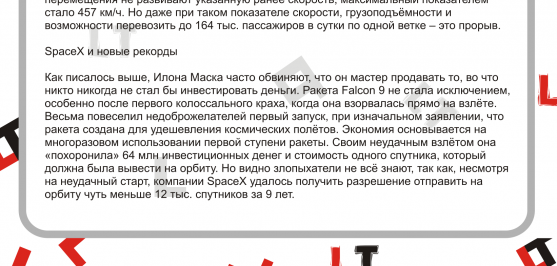 перемещения не развивают указанную ранее скорость, максимальным показателем
стало 457 км/ч. Но даже при таком показателе скорости, грузоподъёмности и
возможности перевозить до 164 тыс. пассажиров в сутки по одной ветке – это прорыв.
SpaceX и новые рекорды
Как писалось выше, Илона Маска часто обвиняют, что он мастер продавати то, во что
никто никогда не стал бы инвестировать деньги. Ракета Falcon 9 не стала исключением,
особенно после первого колоссального краха, когда она взорвалась прямо на взлёте.
Весьма повеселил недоброжелателей первый запуск, при изначальном заявлении, что
ракета создана для удешевления космических полётов. Экономия основывается на
многоразовом использовании первой ступени ракеты. Своим неудачным взлётом она
«похоронила» 64 млн инвестиционных денег и стоимость одного спутника, который
должна была вывести на орбиту. Но видно злопыхатели не всё знают, так как, несмотря
на неудачный старт, компании SpaceX удалось получить разрешение отправить на
орбиту чуть меньше 12 тыс. спутников за 9 лет.